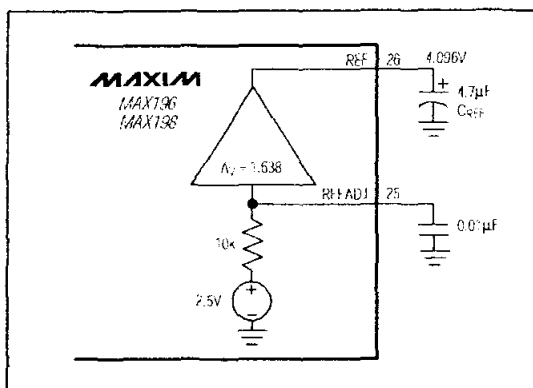 REF 26 4.096V
MAXIM
MAX196
MAX198
+
4.7µF
CREF
AV = 1.638
REFADJ 25
0.01µF
10k
+
2.5V
–